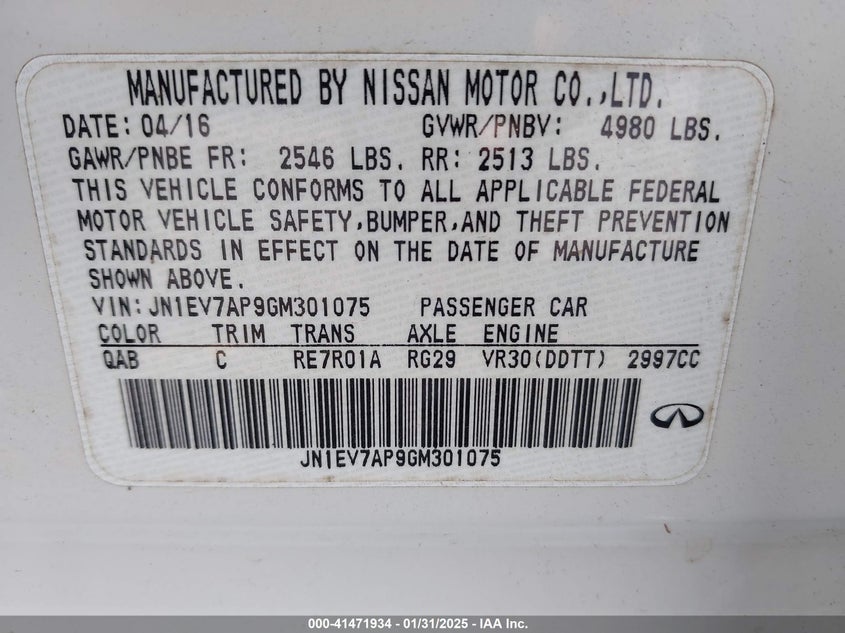 MANUFACTURED BY NISSAN MOTOR CO.,LTD.
DATE: 04/16 GVWR/PNBV: 4980 LBS.
GAWR/PNBE FR: 2546 LBS. RR: 2513 LBS.
THIS VEHICLE CONFORMS TO ALL APPLICABLE FEDERAL
MOTOR VEHICLE SAFETY,BUMPER,AND THEFT PREVENTION
STANDARDS IN EFFECT ON THE DATE OF MANUFACTURE
SHOWN ABOVE.
VIN:JN1EV7AP9GM301075 PASSENGER CAR
COLOR TRIM TRANS AXLE ENGINE
QAB C RE7R01A RG29 VR30(DDTT) 2997CC
JN1EV7AP9GM301075
000-41471934 - 01/31/2025 - IAA Inc.